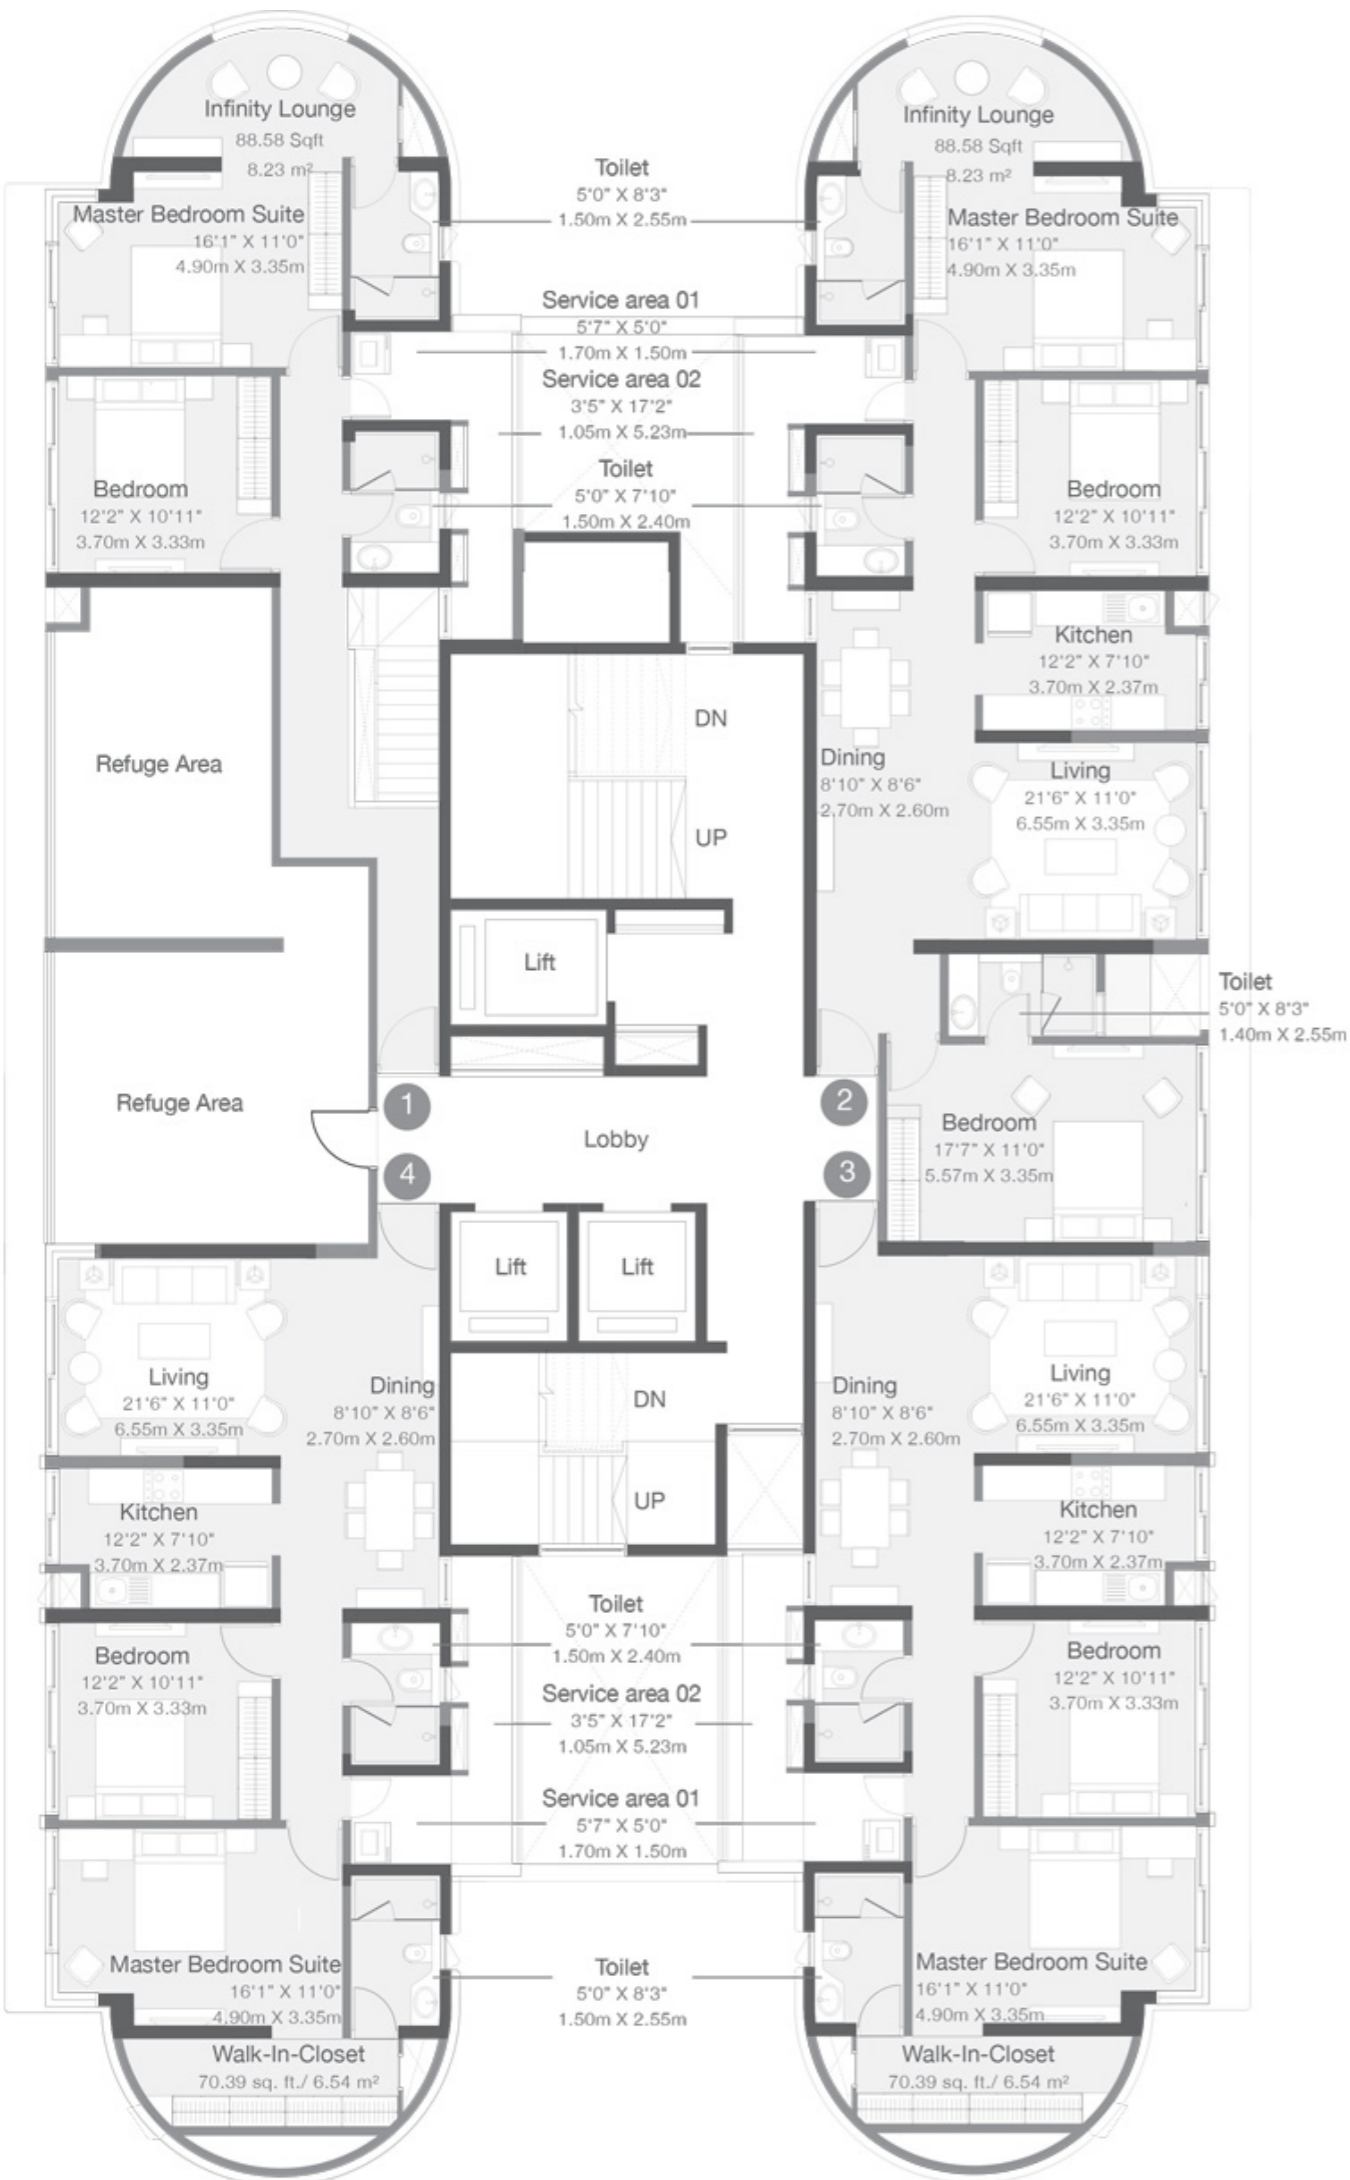 Infinity Lounge
88.58 Sqft
8.23 m²
Infinity Lounge
88.58 Sqft
8.23 m²
Toilet
5'0" X 8'3"
1.50m X 2.55m
Master Bedroom Suite
16'1" X 11'0"
4.90m X 3.35m
Master Bedroom Suite
16'1" X 11'0"
4.90m X 3.35m
Service area 01
5'7" X 5'0"
1.70m X 1.50m
Service area 02
3'5" X 17'2"
1.05m X 5.23m
Toilet
5'0" X 7'10"
1.50m X 2.40m
Bedroom
12'2" X 10'11"
3.70m X 3.33m
Bedroom
12'2" X 10'11"
3.70m X 3.33m
Kitchen
12'2" X 7'10"
3.70m X 2.37m
Refuge Area
DN
UP
Dining
8'10" X 8'6"
2.70m X 2.60m
Living
21'6" X 11'0"
6.55m X 3.35m
Lift
Toilet
5'0" X 8'3"
1.40m X 2.55m
Refuge Area
1
4
Lobby
2
3
Bedroom
17'7" X 11'0"
5.57m X 3.35m
Lift
Lift
Living
21'6" X 11'0"
6.55m X 3.35m
Dining
8'10" X 8'6"
2.70m X 2.60m
DN
UP
Dining
8'10" X 8'6"
2.70m X 2.60m
Living
21'6" X 11'0"
6.55m X 3.35m
Kitchen
12'2" X 7'10"
3.70m X 2.37m
Kitchen
12'2" X 7'10"
3.70m X 2.37m
Toilet
5'0" X 7'10"
1.50m X 2.40m
Bedroom
12'2" X 10'11"
3.70m X 3.33m
Bedroom
12'2" X 10'11"
3.70m X 3.33m
Service area 02
3'5" X 17'2"
1.05m X 5.23m
Service area 01
5'7" X 5'0"
1.70m X 1.50m
Master Bedroom Suite
16'1" X 11'0"
4.90m X 3.35m
Toilet
5'0" X 8'3"
1.50m X 2.55m
Master Bedroom Suite
16'1" X 11'0"
4.90m X 3.35m
Walk-In-Closet
70.39 sq. ft./ 6.54 m²
Walk-In-Closet
70.39 sq. ft./ 6.54 m²